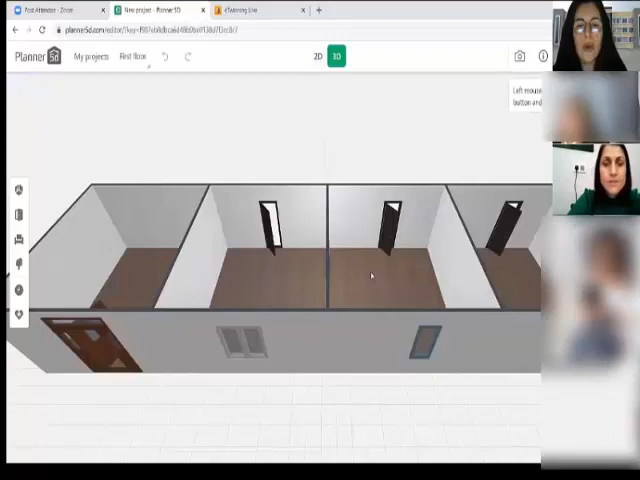 Post Attendee - Zoom
New project - Planner 5D
eTwinning Live
planner5d.com/editor/?key=
Planner 5d
My projects
First floor
2D
3D
Left mouse
button and